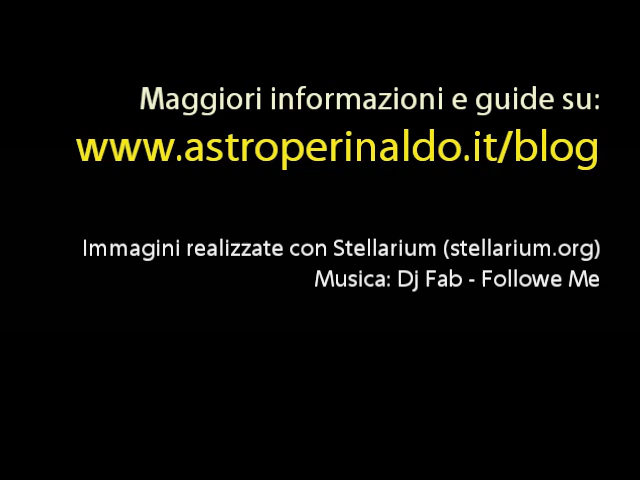 Maggiori informazioni e guide su:
www.astroperinaldo.it/blog
Immagini realizzate con Stellarium (stellarium.org)
Musica: Dj Fab - Followe Me